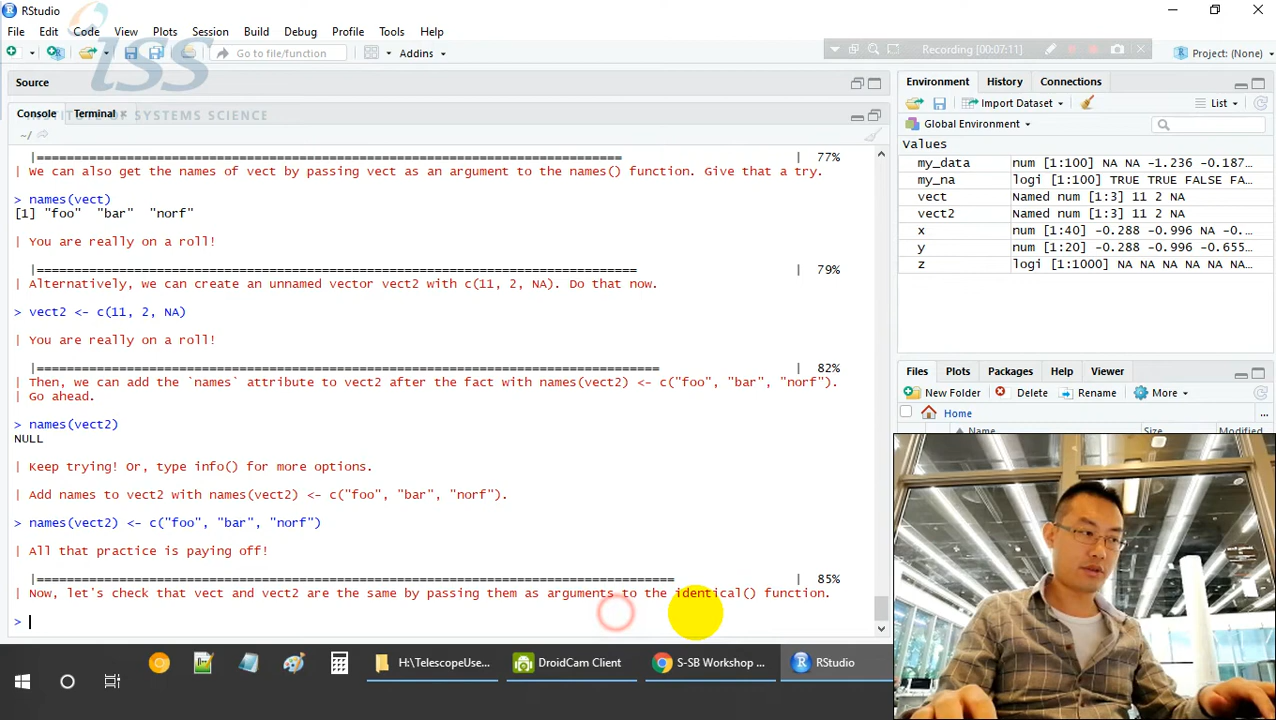 RStudio
File Edit Code View Plots Session Build Debug Profile Tools Help
Go to file/function Addins
Recording [00:07:11]
Project: (None)
iss
INSTITUTE OF SYSTEMS SCIENCE
Source
Console Terminal
~/
|==============================================================================| 77%
| We can also get the names of vect by passing vect as an argument to the names() function. Give that a try.
> names(vect)
[1] "foo" "bar" "norf"
| You are really on a roll!
|================================================================================| 79%
| Alternatively, we can create an unnamed vector vect2 with c(11, 2, NA). Do that now.
> vect2 <- c(11, 2, NA)
| You are really on a roll!
|===================================================================================| 82%
| Then, we can add the `names` attribute to vect2 after the fact with names(vect2) <- c("foo", "bar", "norf").
| Go ahead.
> names(vect2)
NULL
| Keep trying! Or, type info() for more options.
| Add names to vect2 with names(vect2) <- c("foo", "bar", "norf").
> names(vect2) <- c("foo", "bar", "norf")
| All that practice is paying off!
|=====================================================================================| 85%
| Now, let's check that vect and vect2 are the same by passing them as arguments to the identical() function.
>
Environment History Connections
Import Dataset List
Global Environment
Values
my_data num [1:100] NA NA -1.236 -0.187...
my_na logi [1:100] TRUE TRUE FALSE FA...
vect Named num [1:3] 11 2 NA
vect2 Named num [1:3] 11 2 NA
x num [1:40] -0.288 -0.996 NA -0...
y num [1:20] -0.288 -0.996 -0.655...
z logi [1:1000] NA NA NA NA NA NA...
Files Plots Packages Help Viewer
New Folder Delete Rename More
Home ...
Name Size Modified
H:\TelescopeUse... DroidCam Client S-SB Workshop ... RStudio